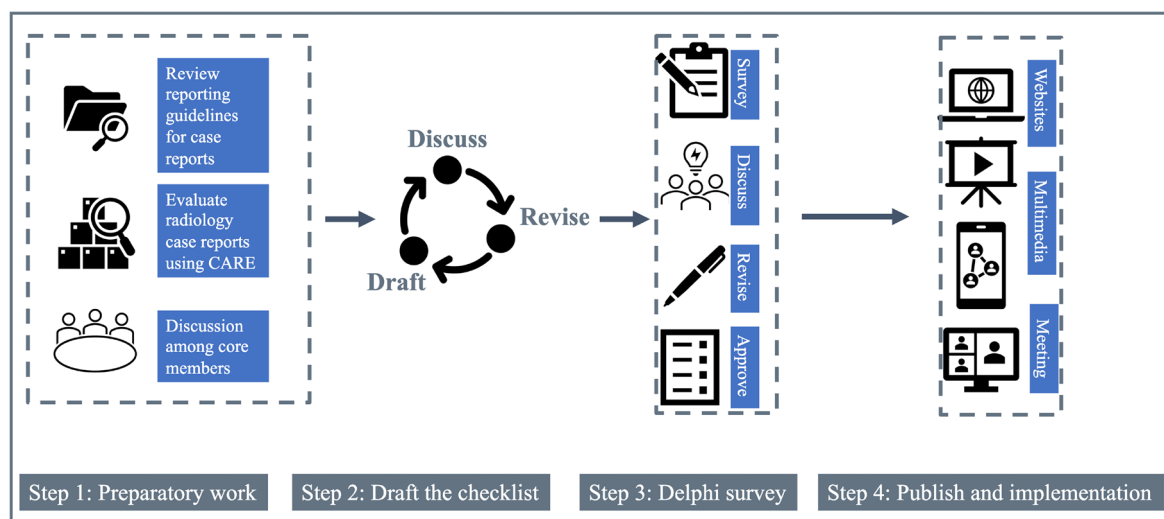 Review
reporting
guidelines
for case
reports
Evaluate
radiology
case reports
using CARE
Discussion
among core
members
Discuss
Revise
Draft
Survey
Discuss
Revise
Approve
Websites
Multimedia
Meeting
Step 1: Preparatory work
Step 2: Draft the checklist
Step 3: Delphi survey
Step 4: Publish and implementation